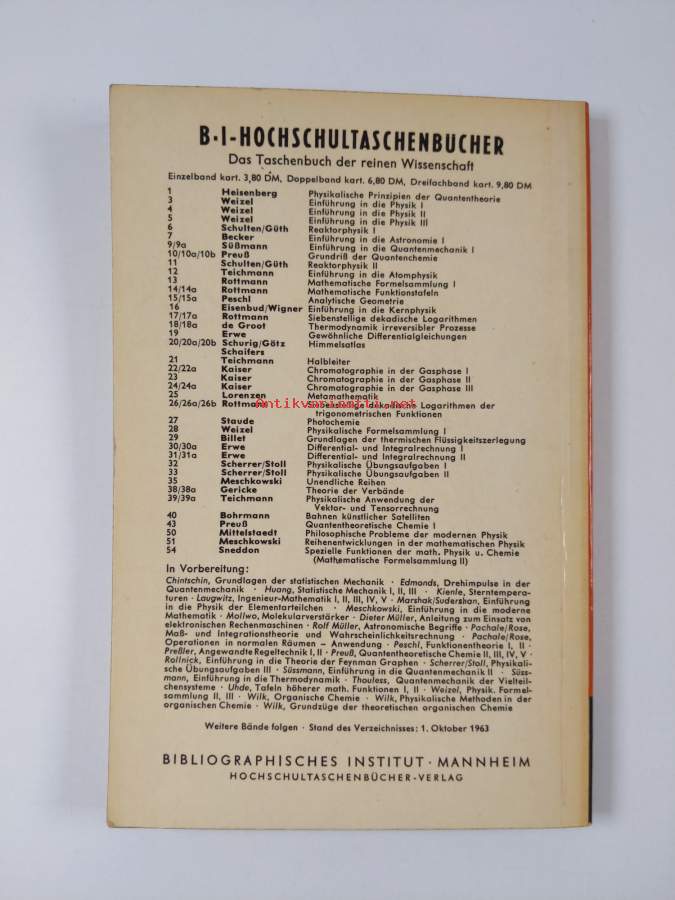 B·I-HOCHSCHULTASCHENBÜCHER
Das Taschenbuch der reinen Wissenschaft
Einzelband kart. 3,80 DM, Doppelband kart. 6,80 DM, Dreifachband kart. 9,80 DM
1 Heisenberg Physikalische Prinzipien der Quantentheorie
3 Weizel Einführung in die Physik I
4 Weizel Einführung in die Physik II
5 Weizel Einführung in die Physik III
6 Schulten/Güth Reaktorphysik I
7 Becker Einführung in die Astronomie I
9/9a Süßmann Einführung in die Quantenmechanik I
10/10a/10b Preuß Grundriß der Quantenchemie
11 Schulten/Güth Reaktorphysik II
12 Teichmann Einführung in die Atomphysik
13 Rottmann Mathematische Formelsammlung I
14/14a Rottmann Mathematische Funktionstafeln
15/15a Peschl Analytische Geometrie
16 Eisenbud/Wigner Einführung in die Kernphysik
17/17a Rottmann Siebenstellige dekadische Logarithmen
18/18a de Groot Thermodynamik irreversibler Prozesse
19 Erwe Gewöhnliche Differentialgleichungen
20/20a/20b Schurig/Götz Himmelsatlas
Schaifers
21 Teichmann Halbleiter
22/22a Kaiser Chromatographie in der Gasphase I
23 Kaiser Chromatographie in der Gasphase II
24/24a Kaiser Chromatographie in der Gasphase III
25 Lorenzen Metamathematik
26/26a/26b Rottmann Siebenstellige dekadische Logarithmen der
trigonometrischen Funktionen
antikvariaatti.net
27 Staude Photochemie
28 Weizel Physikalische Formelsammlung I
29 Billet Grundlagen der thermischen Flüssigkeitszerlegung
30/30a Erwe Differential- und Integralrechnung I
31/31a Erwe Differential- und Integralrechnung II
32 Scherrer/Stoll Physikalische Übungsaufgaben I
33 Scherrer/Stoll Physikalische Übungsaufgaben II
35 Meschkowski Unendliche Reihen
38/38a Gericke Theorie der Verbände
39/39a Teichmann Physikalische Anwendung der
Vektor- und Tensorrechnung
40 Bohrmann Bahnen künstlicher Satelliten
43 Preuß Quantentheoretische Chemie I
50 Mittelstaedt Philosophische Probleme der modernen Physik
51 Meschkowski Reihenentwicklungen in der mathematischen Physik
54 Sneddon Spezielle Funktionen der math. Physik u. Chemie
(Mathematische Formelsammlung II)
In Vorbereitung:
Chintschin, Grundlagen der statistischen Mechanik · Edmonds, Drehimpulse in der
Quantenmechanik · Huang, Statistische Mechanik I, II, III · Kienle, Sterntempera-
turen · Laugwitz, Ingenieur-Mathematik I, II, III, IV, V · Marshak/Sudershan, Einführung
in die Physik der Elementarteilchen · Meschkowski, Einführung in die moderne
Mathematik · Mollwo, Molekularverstärker · Dieter Müller, Anleitung zum Einsatz von
elektronischen Rechenmaschinen · Rolf Müller, Astronomische Begriffe · Pachale/Rose,
Maß- und Integrationtheorie und Wahrscheinlichkeitsrechnung · Pachale/Rose,
Operationen in normalen Räumen – Anwendung · Peschl, Funktionentheorie I, II ·
Preßler, Angewandte Regeltechnik I, II · Preuß, Quantentheoretische Chemie II, III, IV, V ·
Rollnick, Einführung in die Theorie der Feynman Graphen · Scherrer/Stoll, Physikali-
sche Übungsaufgaben III · Süssmann, Einführung in die Quantenmechanik II · Süss-
mann, Einführung in die Thermodynamik · Thouless, Quantenmechanik der Vielteil-
chensysteme · Uhde, Tafeln höherer math. Funktionen I, II · Weizel, Physik. Formel-
sammlung II, III · Wilk, Organische Chemie · Wilk, Physikalische Methoden in der
organischen Chemie · Wilk, Grundzüge der theoretischen organischen Chemie
Weitere Bände folgen · Stand des Verzeichnisses: 1. Oktober 1963
BIBLIOGRAPHISCHES INSTITUT · MANNHEIM
HOCHSCHULTASCHENBÜCHER-VERLAG